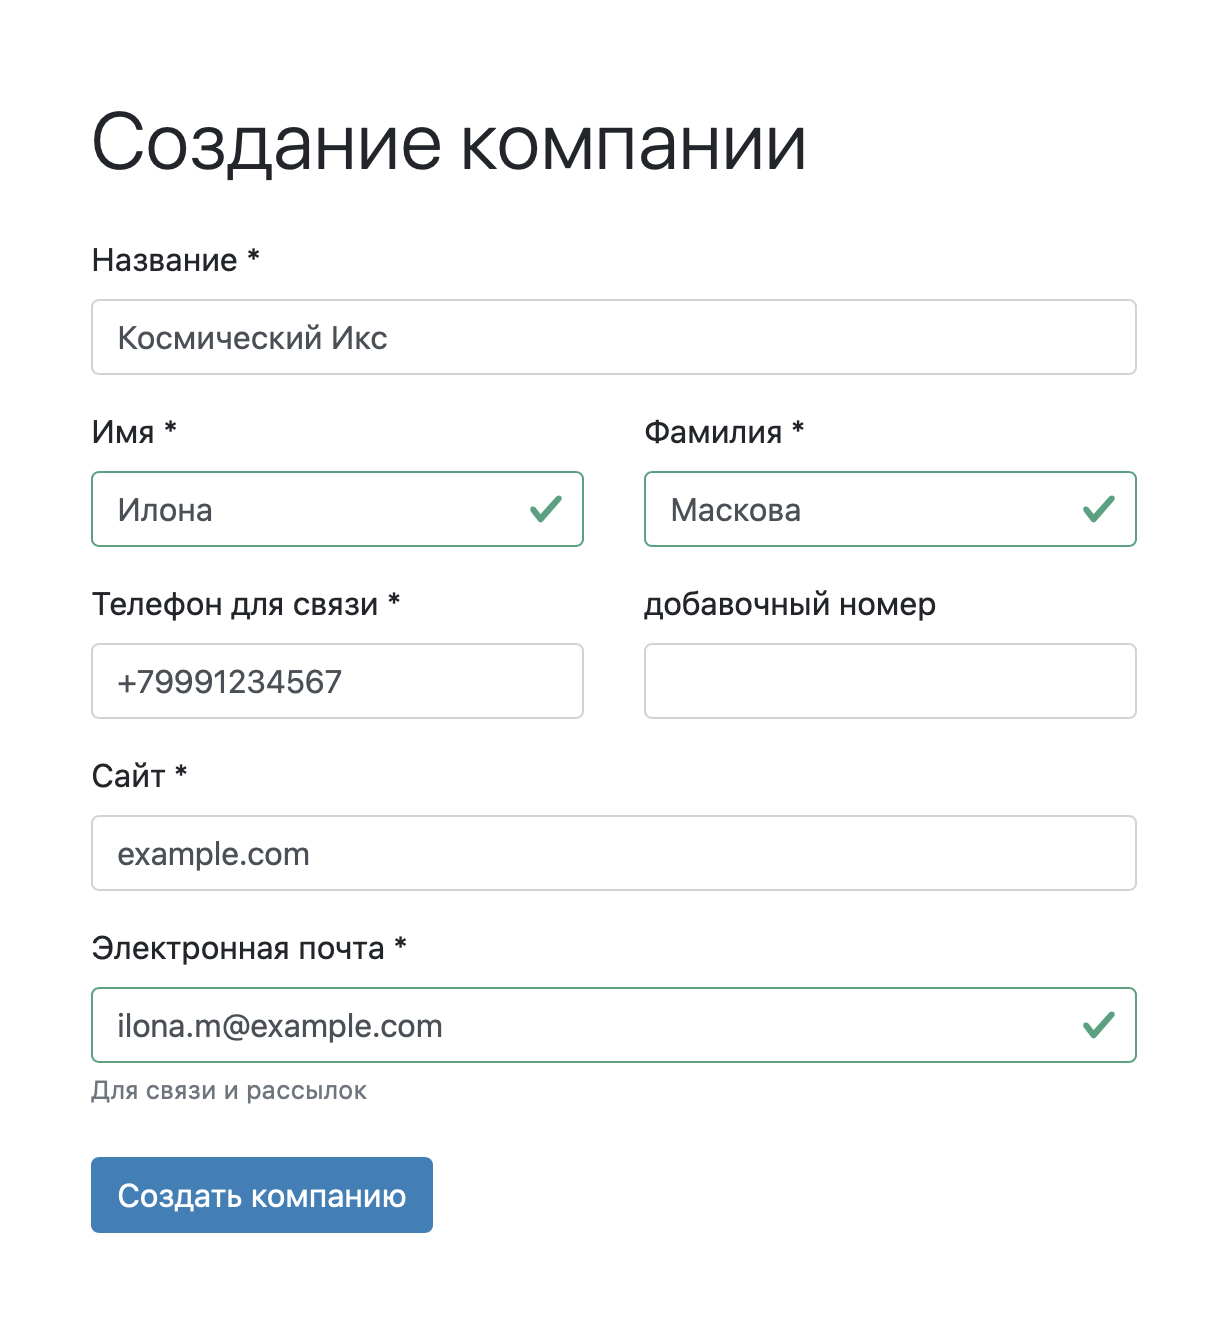 Создание компании
Название *
Космический Икс
Имя *
Фамилия *
Илона
Маскова
Телефон для связи *
добавочный номер
+79991234567
Сайт *
example.com
Электронная почта *
ilona.m@example.com
Для связи и рассылок
Создать компанию